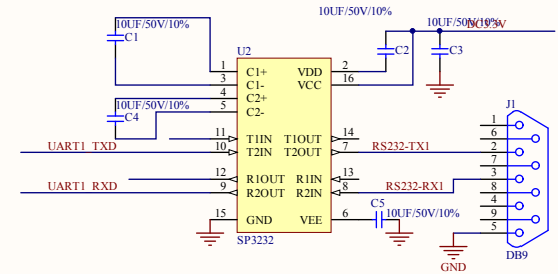 10UF/50V/10%
10UF/50V/10%
10UF/50V/10%
DC3.3V
C1
U2
C2
C3
1 C1+ VDD 2
3 C1- VCC 16
4 C2+
10UF/50V/10%
5 C2-
C4
J1
11 T1IN T1OUT 14
UART1_TXD 10 T2IN T2OUT 7 RS232-TX1
12 R1OUT R1IN 13
UART1_RXD 9 R2OUT R2IN 8 RS232-RX1
C5
15 GND VEE 6 10UF/50V/10%
SP3232
1
6
2
7
3
8
4
9
5
DB9
GND